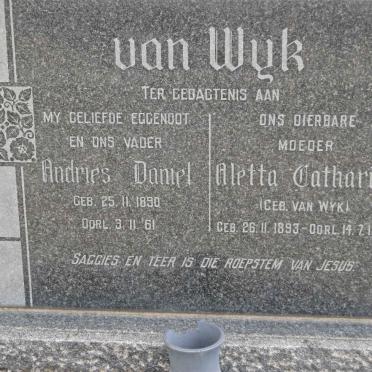 van Wyk
TER GEDAGTENIS AAN
MY GELIEFDE EGGENOOT
EN ONS VADER
Andries Daniel
GEB. 25.11.1890
OORL. 3.11.'61
ONS DIERBARE
MOEDER
Aletta
(GEB. VAN WYK)
GEB. 26.11.1893-OORL. 14.7.1
SAGGIES EN TEER IS DIE ROEPSTEM VAN JESUS